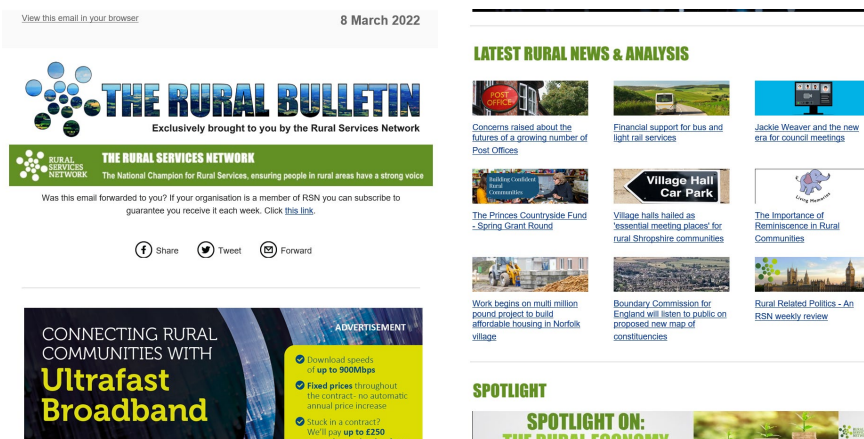 View this email in your browser
8 March 2022
THE RURAL BULLETIN
Exclusively brought to you by the Rural Services Network
RURAL
SERVICES
NETWORK
THE RURAL SERVICES NETWORK
The National Champion for Rural Services, ensuring people in rural areas have a strong voice
Was this email forwarded to you? If your organisation is a member of RSN you can subscribe to
guarantee you receive it each week. Click this link.
Share
Tweet
Forward
ADVERTISEMENT
CONNECTING RURAL
COMMUNITIES WITH
Ultrafast
Broadband
Download speeds
of up to 900Mbps
Fixed prices throughout
the contract- no automatic
annual price increase
Stuck in a contract?
We'll pay up to £250
LATEST RURAL NEWS & ANALYSIS
POST
OFFICE
Concerns raised about the
futures of a growing number of
Post Offices
Financial support for bus and
light rail services
Jackie Weaver and the new
era for council meetings
Building Confident
Rural
Communities
The Princes Countryside Fund
- Spring Grant Round
Village Hall
Car Park
Village halls hailed as
'essential meeting places' for
rural Shropshire communities
Living Memories
The Importance of
Reminiscence in Rural
Communities
Work begins on multi million
pound project to build
affordable housing in Norfolk
village
Boundary Commission for
England will listen to public on
proposed new map of
constituencies
Rural Related Politics - An
RSN weekly review
SPOTLIGHT
SPOTLIGHT ON:
THE RURAL ECONOMY